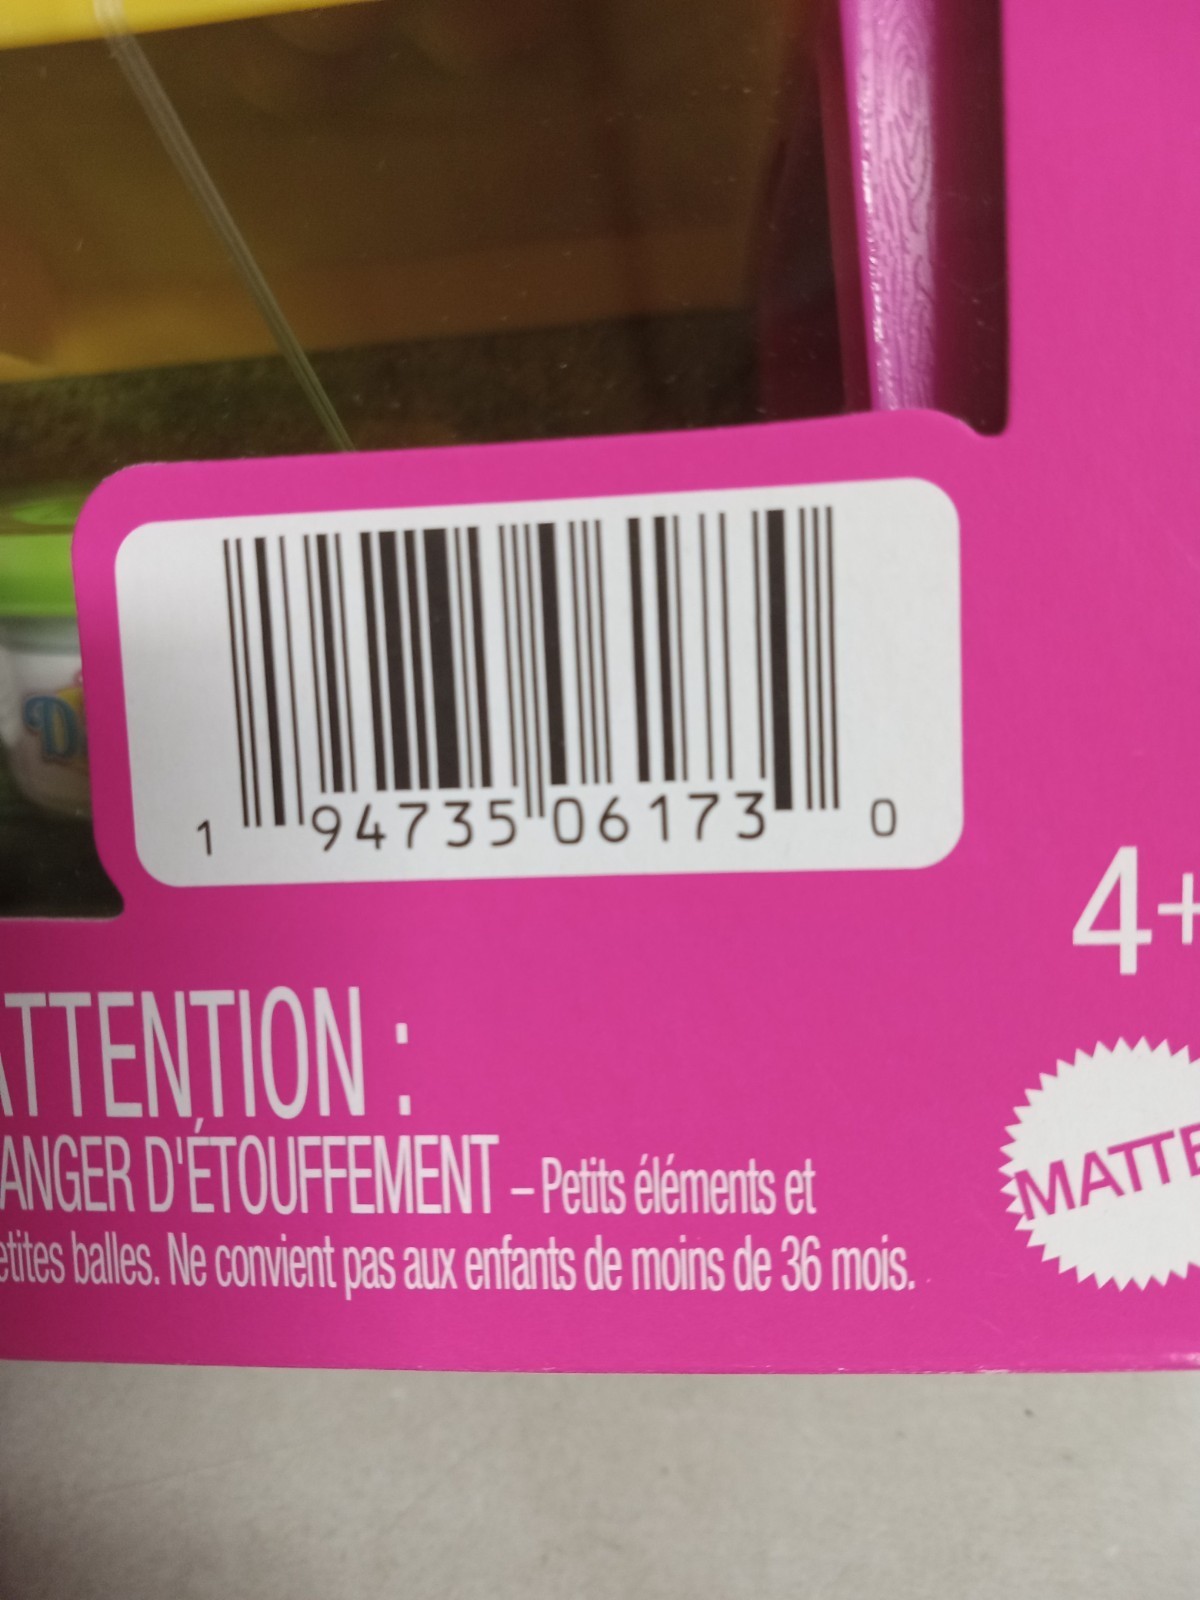 D
1 94735 06173 0
4+
ATTENTION :
ANGER D'ÉTOUFFEMENT – Petits éléments et
etites balles. Ne convient pas aux enfants de moins de 36 mois.
MATTE